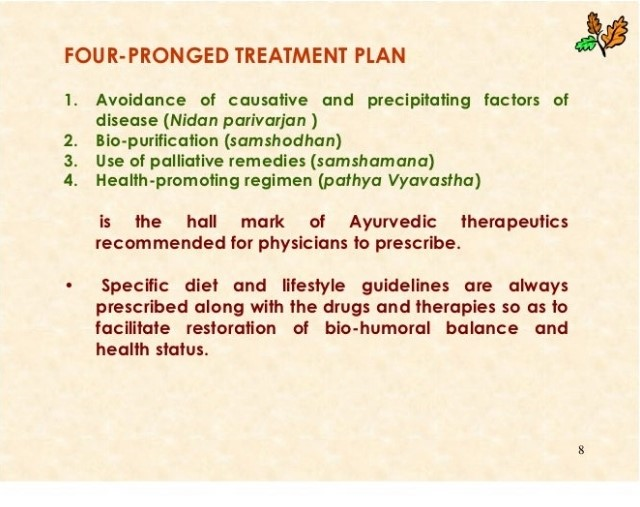 FOUR-PRONGED TREATMENT PLAN
1. Avoidance of causative and precipitating factors of
disease (Nidan parivarjan )
2. Bio-purification (samshodhan)
3. Use of palliative remedies (samshamana)
4. Health-promoting regimen (pathya Vyavastha)
is the hall mark of Ayurvedic therapeutics
recommended for physicians to prescribe.
• Specific diet and lifestyle guidelines are always
prescribed along with the drugs and therapies so as to
facilitate restoration of bio-humoral balance and
health status.
8